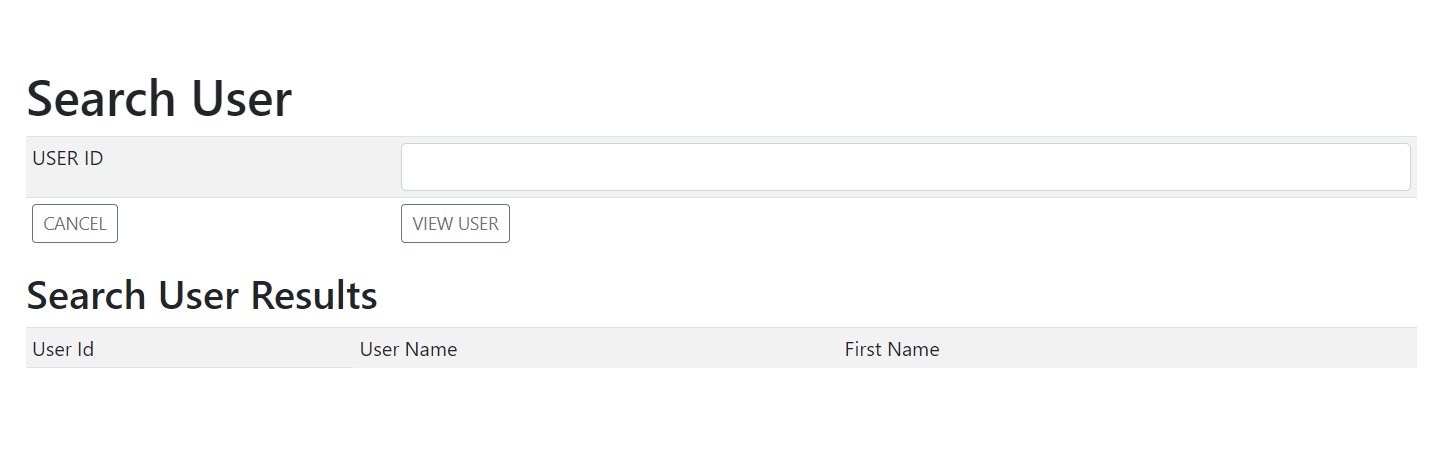 Search User
USER ID
CANCEL VIEW USER
Search User Results
User Id User Name First Name